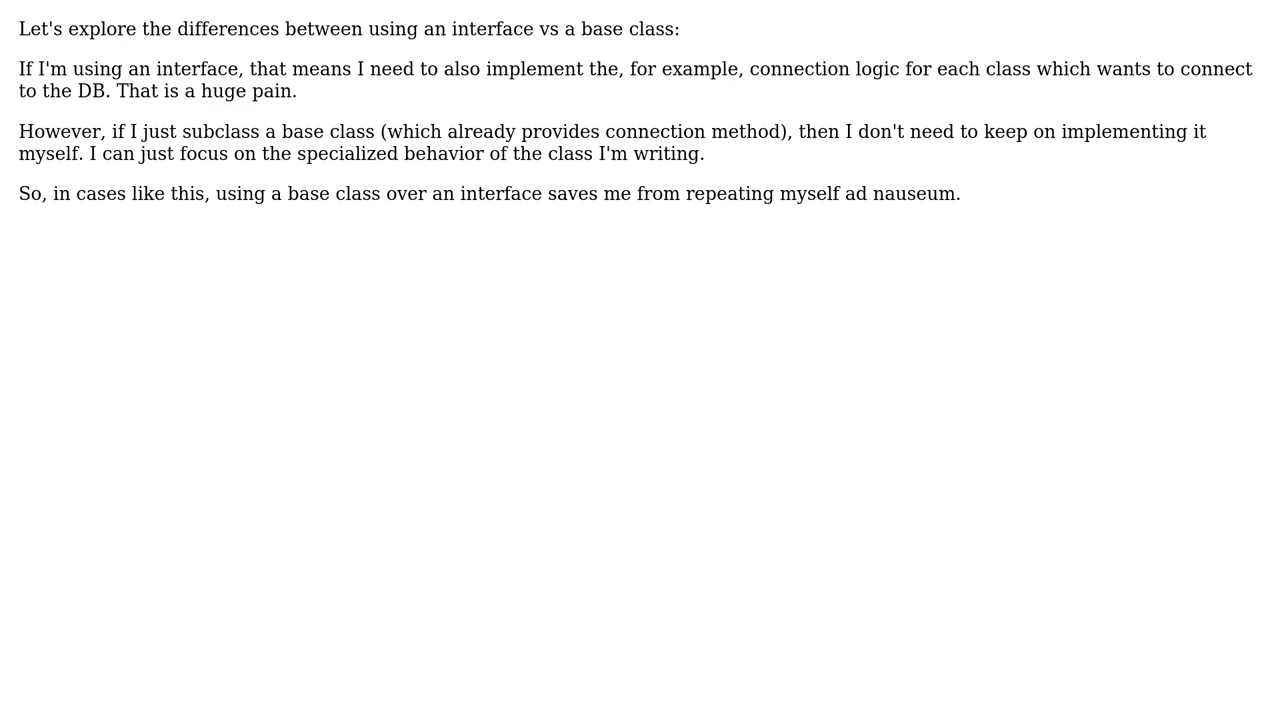 Let's explore the differences between using an interface vs a base class:
If I'm using an interface, that means I need to also implement the, for example, connection logic for each class which wants to connect
to the DB. That is a huge pain.
However, if I just subclass a base class (which already provides connection method), then I don't need to keep on implementing it
myself. I can just focus on the specialized behavior of the class I'm writing.
So, in cases like this, using a base class over an interface saves me from repeating myself ad nauseum.